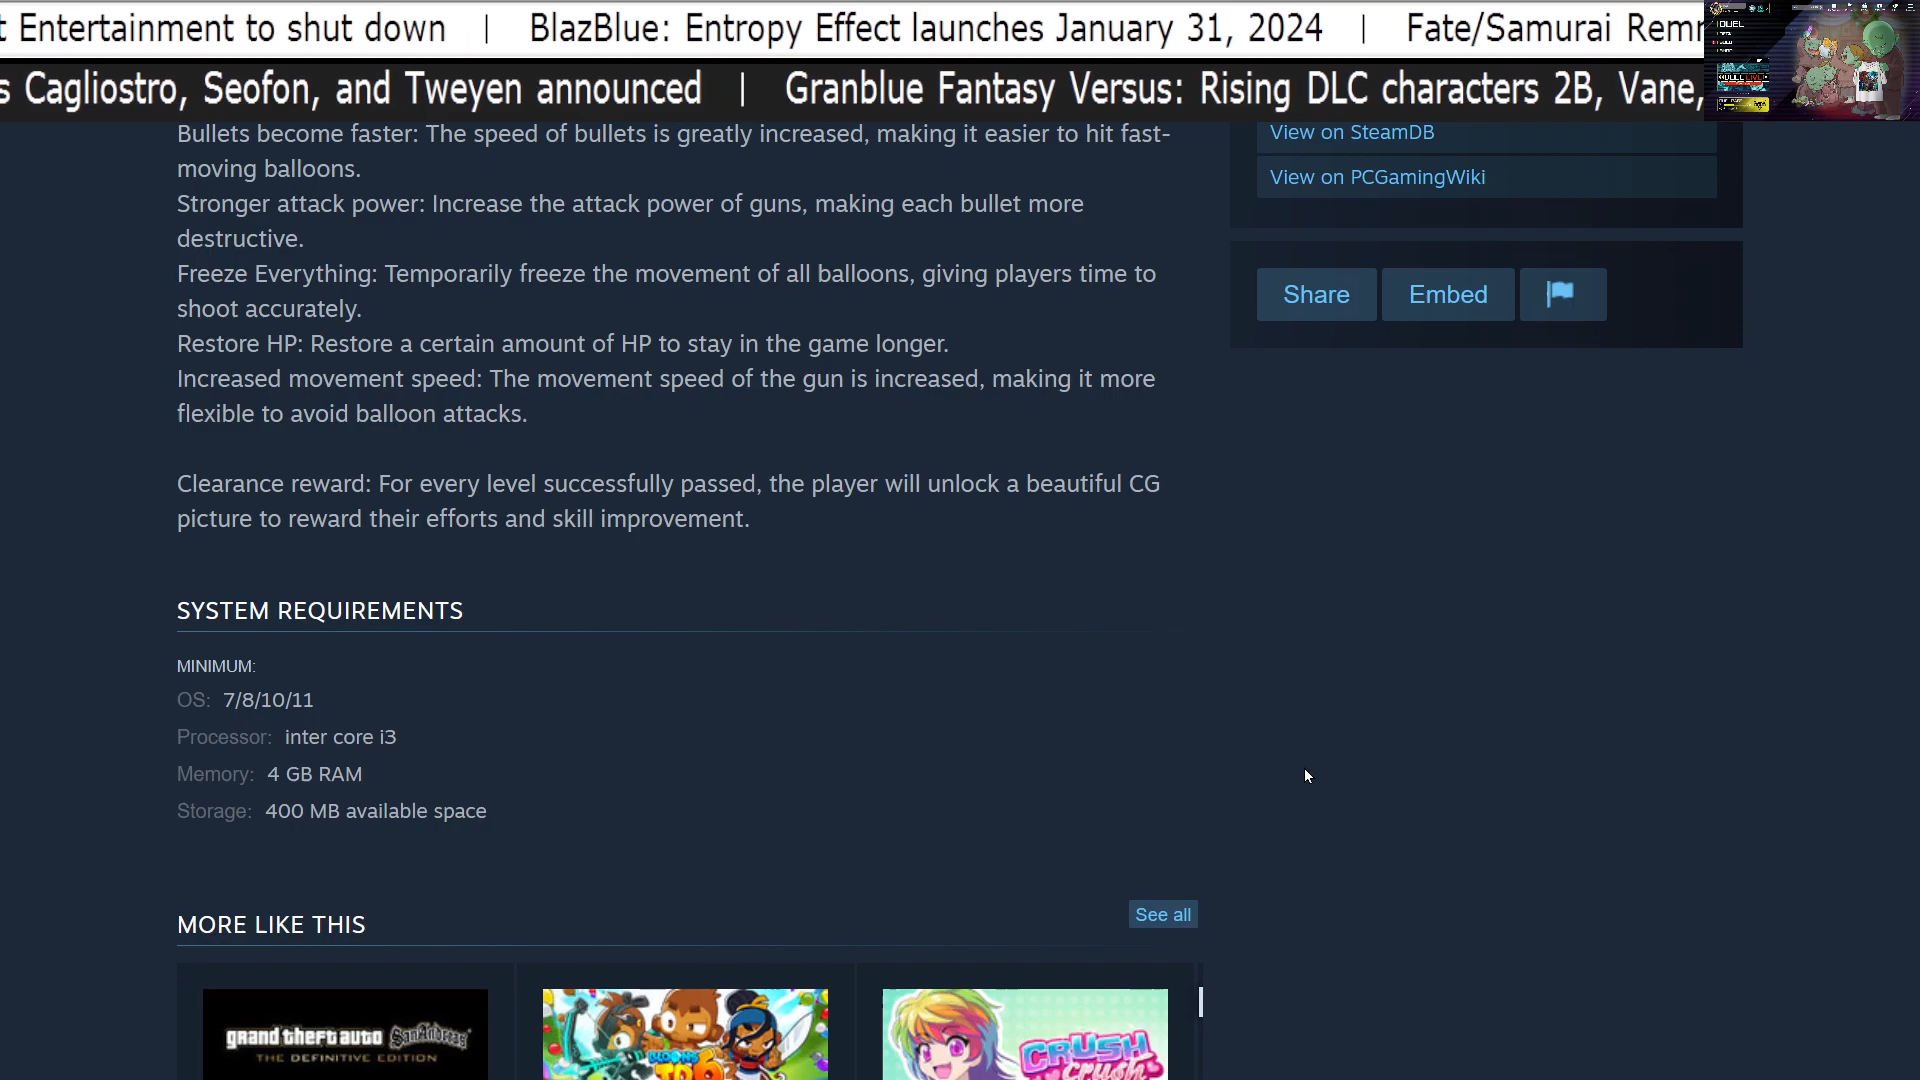 t Entertainment to shut down | BlazBlue: Entropy Effect launches January 31, 2024 | Fate/Samurai Rem
s Cagliostro, Seofon, and Tweyen announced | Granblue Fantasy Versus: Rising DLC characters 2B, Vane,
DUEL
Bullets become faster: The speed of bullets is greatly increased, making it easier to hit fast-
moving balloons.
Stronger attack power: Increase the attack power of guns, making each bullet more
destructive.
Freeze Everything: Temporarily freeze the movement of all balloons, giving players time to
shoot accurately.
Restore HP: Restore a certain amount of HP to stay in the game longer.
Increased movement speed: The movement speed of the gun is increased, making it more
flexible to avoid balloon attacks.
Clearance reward: For every level successfully passed, the player will unlock a beautiful CG
picture to reward their efforts and skill improvement.
View on SteamDB
View on PCGamingWiki
Share
Embed
SYSTEM REQUIREMENTS
MINIMUM:
OS: 7/8/10/11
Processor: inter core i3
Memory: 4 GB RAM
Storage: 400 MB available space
MORE LIKE THIS
See all
grand theft auto SanAndreas
THE DEFINITIVE EDITION
BLOONS
TD6
CRUSH
crush